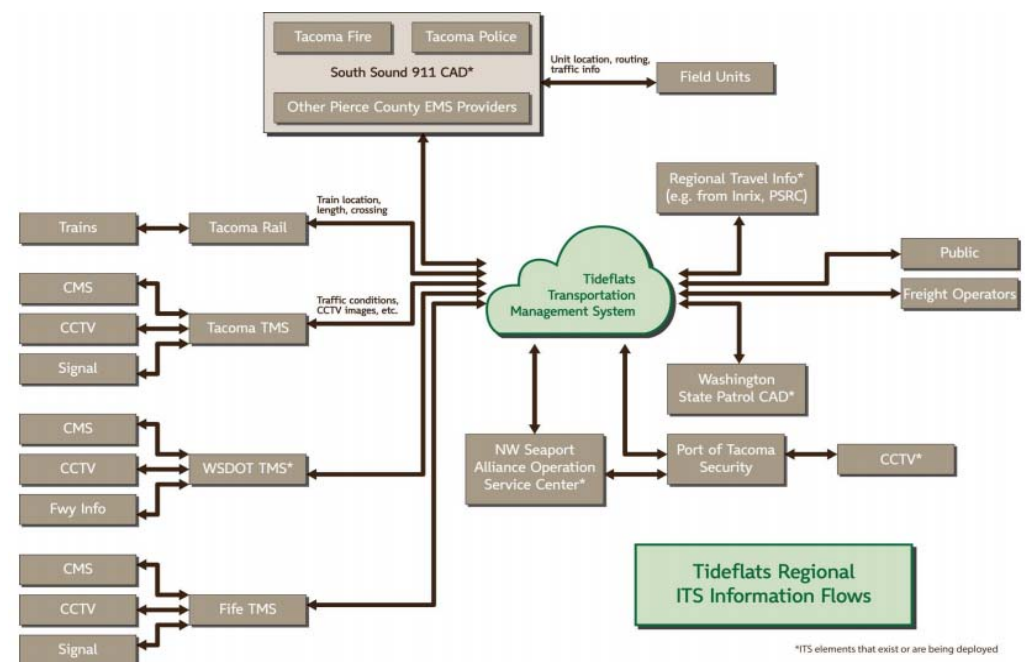 Tacoma Fire
Tacoma Police
South Sound 911 CAD*
Other Pierce County EMS Providers
Unit location, routing,
traffic info
Field Units
Regional Travel Info*
(e.g. from Inrix, PSRC)
Train location,
length, crossing
Trains
Tacoma Rail
Public
Freight Operators
Tideflats
Transportation
Management System
CMS
CCTV
Signal
Tacoma TMS
Traffic conditions,
CCTV images, etc.
Washington
State Patrol CAD*
CMS
CCTV
Fwy Info
WSDOT TMS*
NW Seaport
Alliance Operation
Service Center*
Port of Tacoma
Security
CCTV*
CMS
CCTV
Signal
Fife TMS
Tideflats Regional
ITS Information Flows
*ITS elements that exist or are being deployed